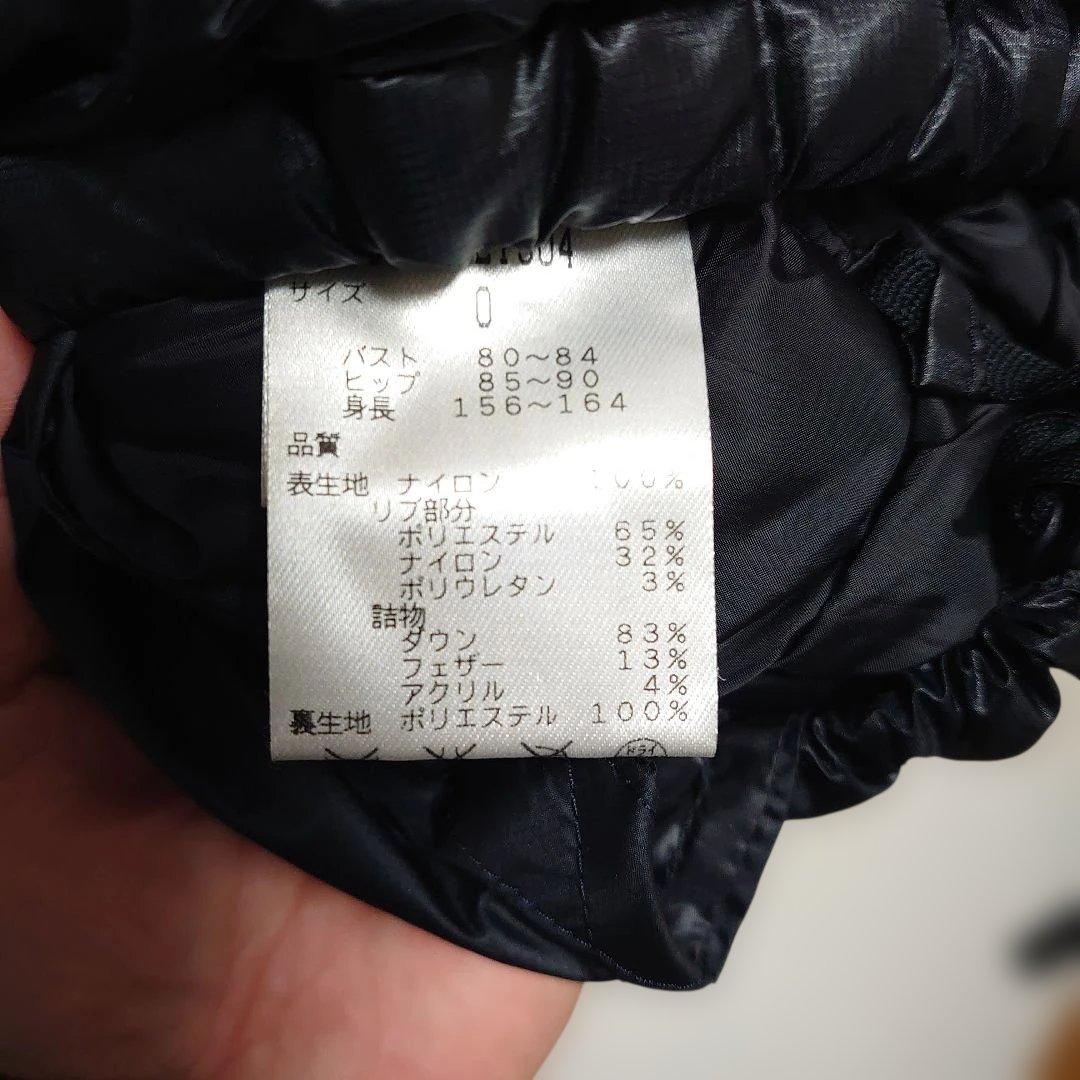 サイズ 0
バスト 80～84
ヒップ 85～90
身長 156～164
品質
表生地 ナイロン 100%
リブ部分
ポリエステル 65%
ナイロン 32%
ポリウレタン 3%
詰物
ダウン 83%
フェザー 13%
アクリル 4%
裏生地 ポリエステル 100%
ドライ